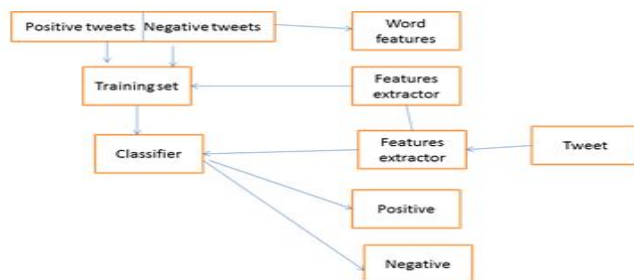 Positive tweets Negative tweets
Word
features
Training set
Features
extractor
Classifier
Features
extractor
Tweet
Positive
Negative